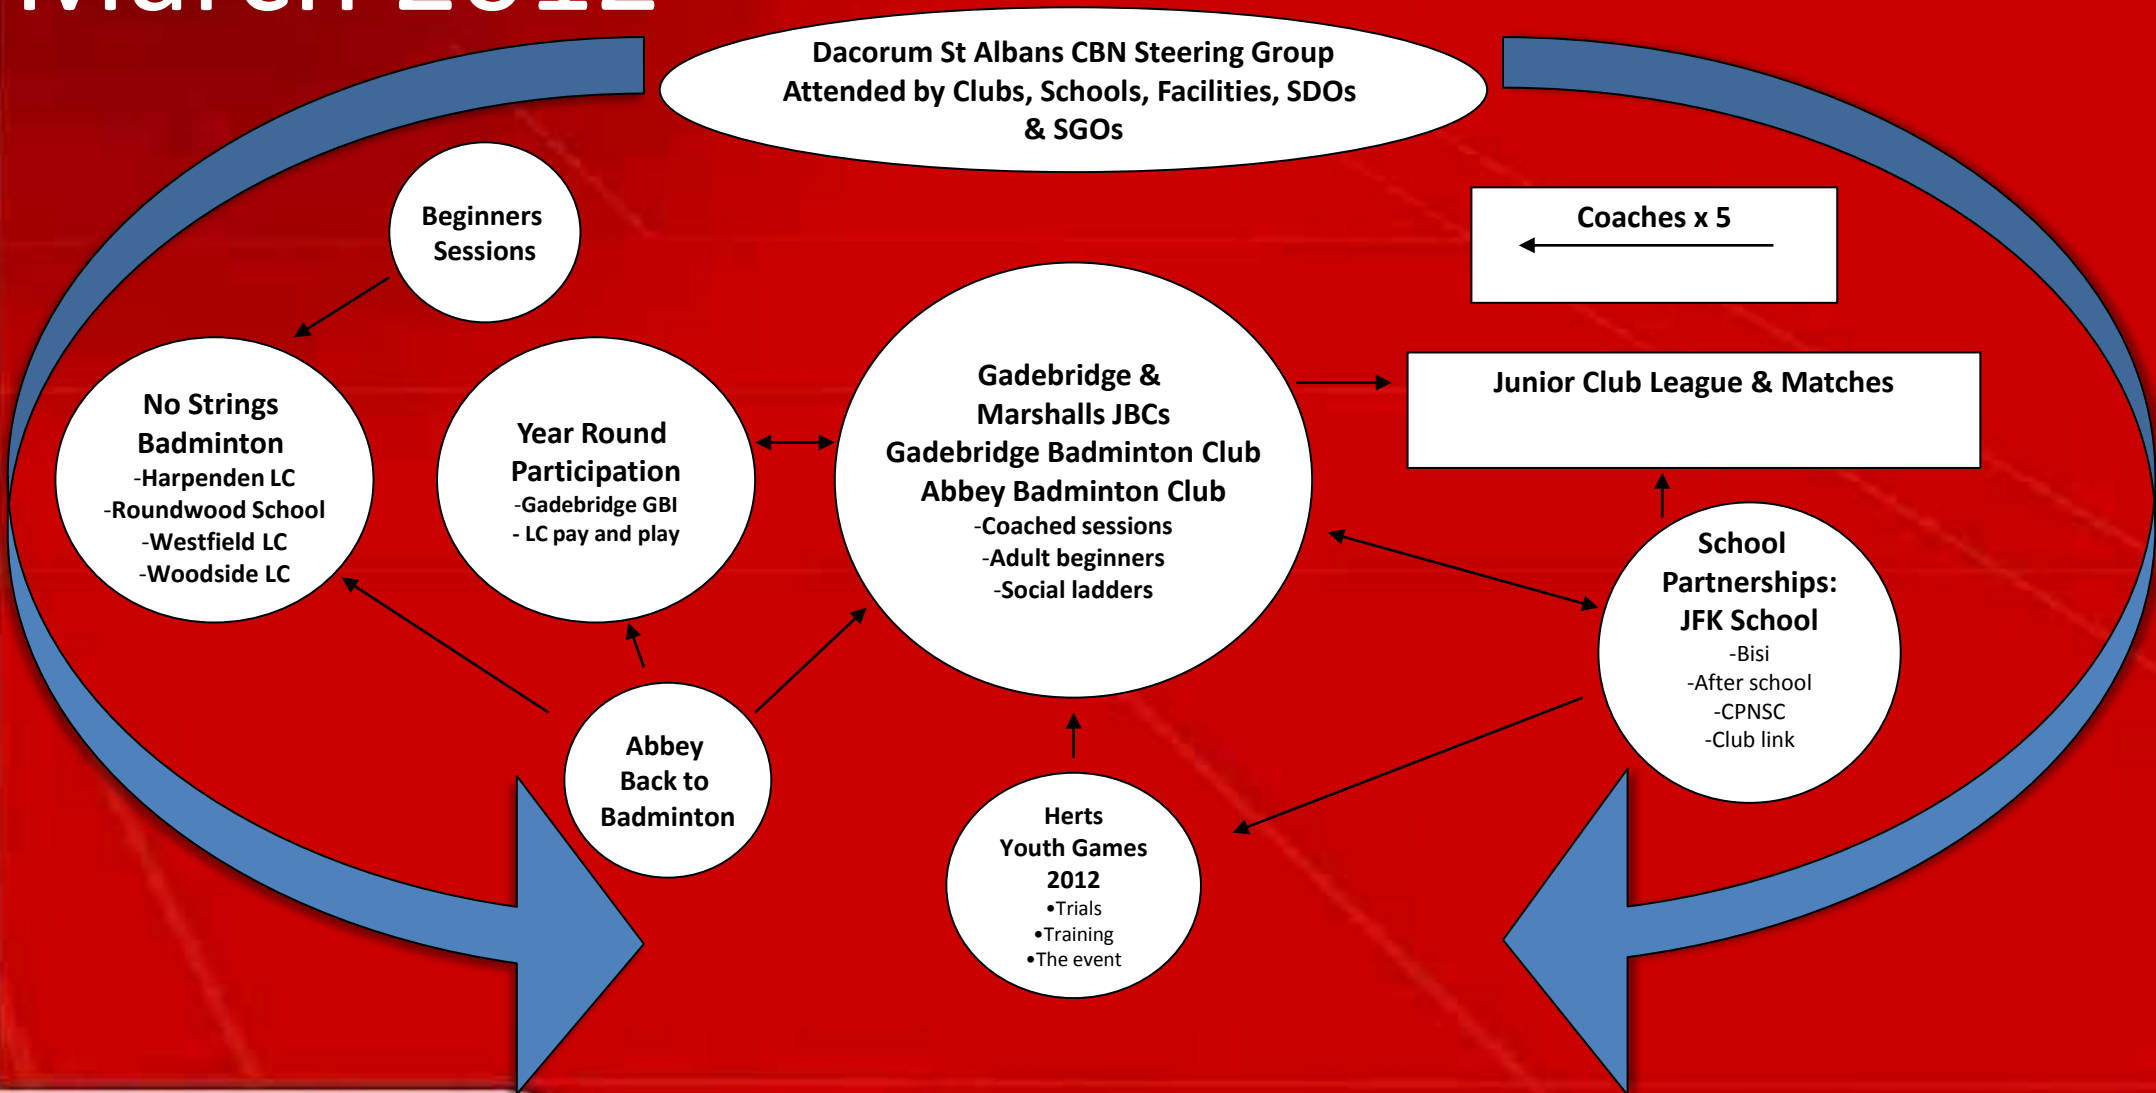 March 2012
Dacorum St Albans CBN Steering Group
Attended by Clubs, Schools, Facilities, SDOs
& SGOs
Beginners
Sessions
Coaches x 5
No Strings
Badminton
-Harpenden LC
-Roundwood School
-Westfield LC
-Woodside LC
Year Round
Participation
-Gadebridge GBI
- LC pay and play
Gadebridge &
Marshalls JBCs
Gadebridge Badminton Club
Abbey Badminton Club
-Coached sessions
-Adult beginners
-Social ladders
Junior Club League & Matches
School
Partnerships:
JFK School
-Bisi
-After school
-CPNSC
-Club link
Abbey
Back to
Badminton
Herts
Youth Games
2012
•Trials
•Training
•The event